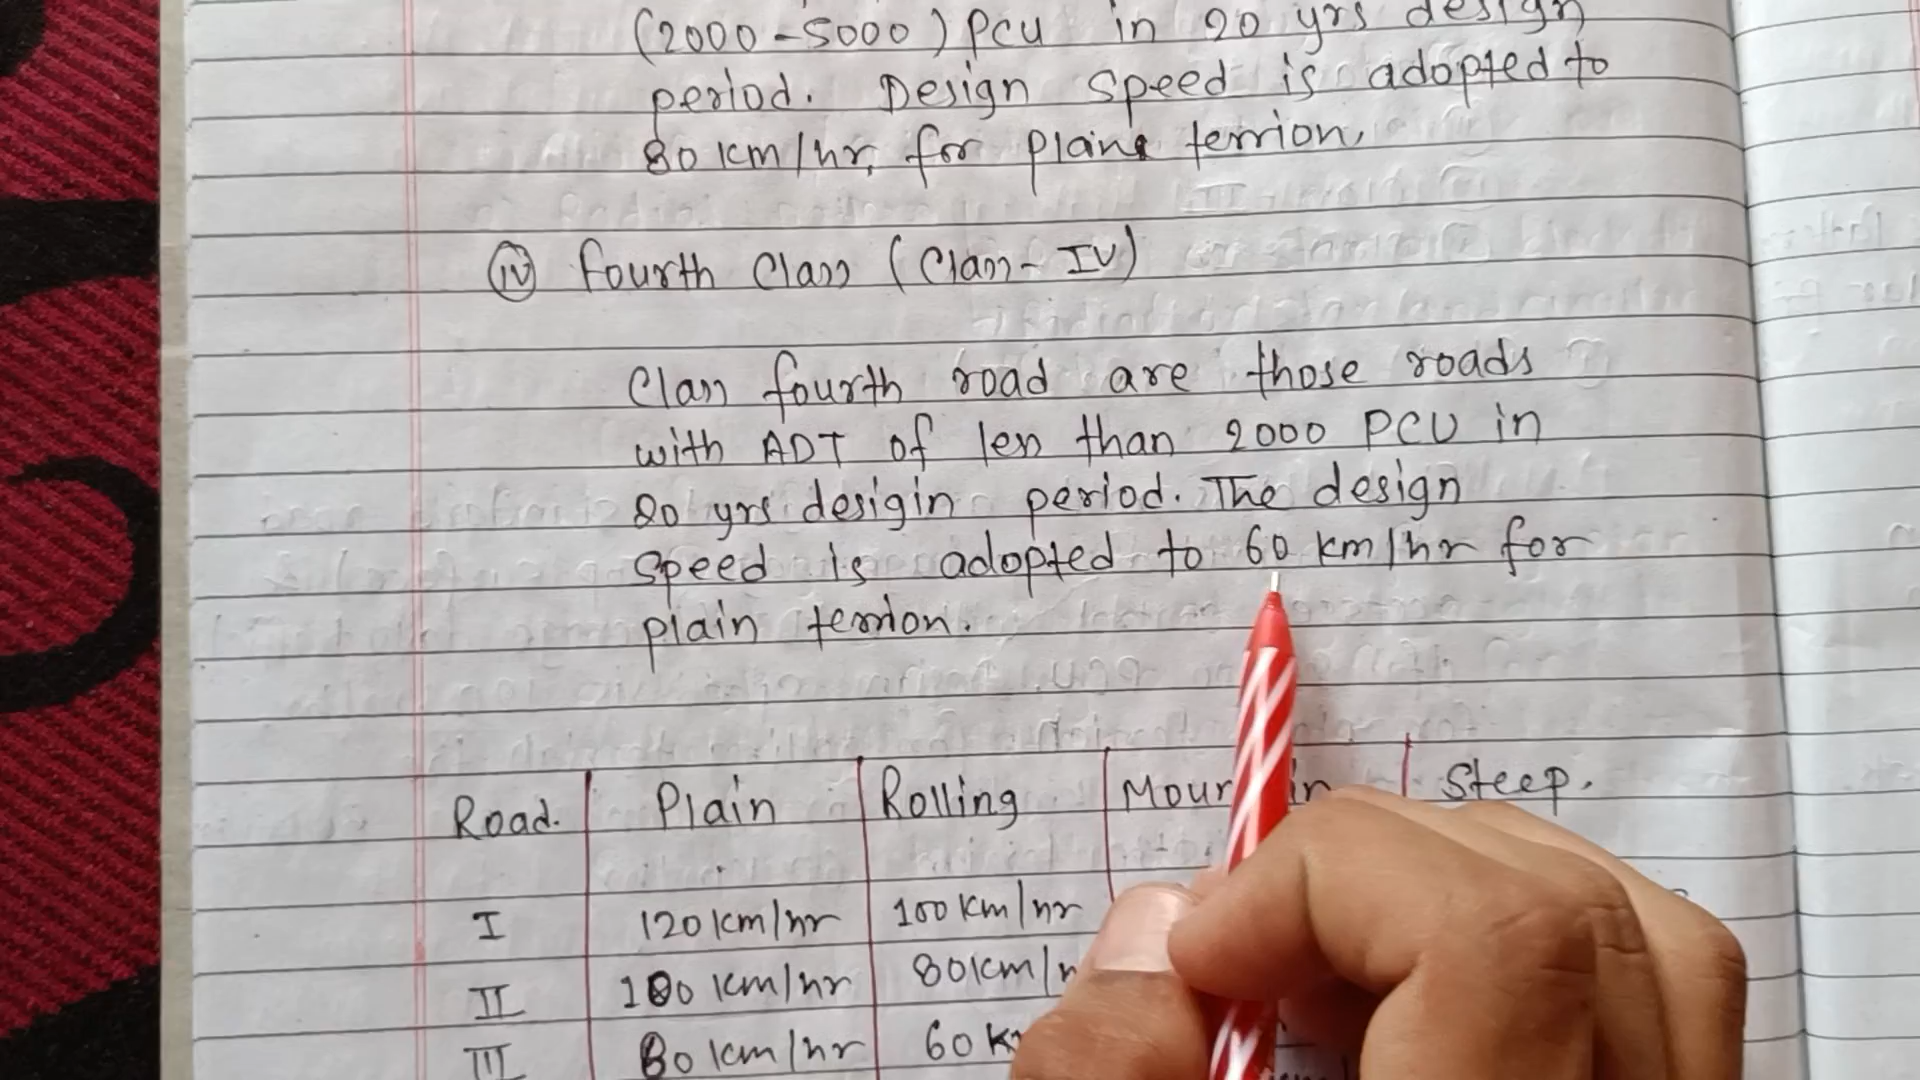 (2000-5000) PCU in 20 yrs design
period. Design speed is adopted to
80 km/hr, for plain terrion.
(iv) fourth Class (Class-IV)
Class fourth road are those roads
with ADT of less than 2000 PCU in
20 yrs desigin period. The design
speed is adopted to 60 km/hr for
plain terrion.
Road. Plain Rolling Steep.
I 120 km/hr 100 km/hr
II 100 km/hr 80 km/h
III 80 km/hr 60 k